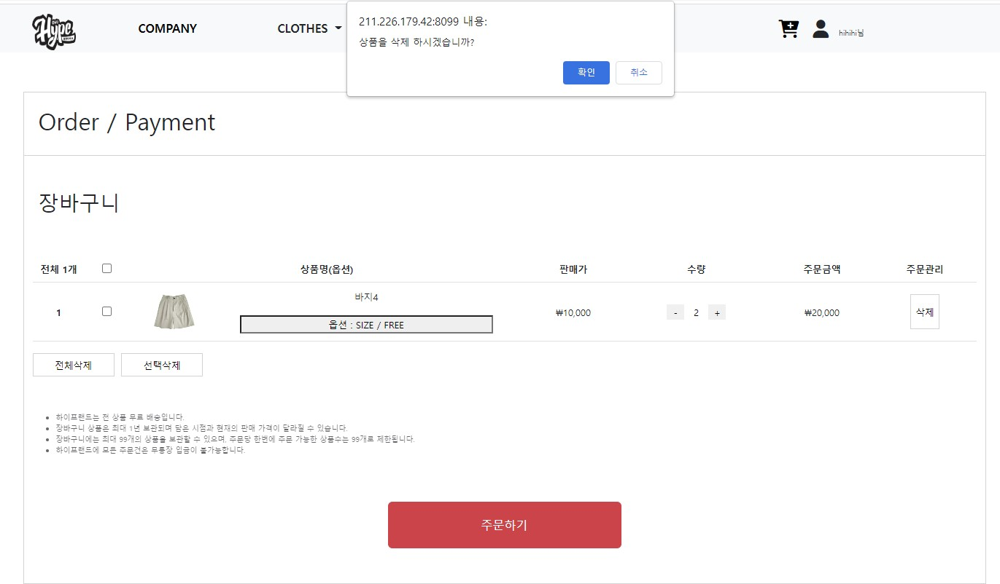 211.226.179.42:8099 내용:
상품을 삭제 하시겠습니까?
확인 취소
Hype
COMPANY CLOTHES
hihihi님
Order / Payment
장바구니
전체 1개 상품명(옵션) 판매가 수량 주문금액 주문관리
바지4
1 ₩10,000 - 2 + ₩20,000 삭제
옵션 : SIZE / FREE
전체삭제 선택삭제
하이프랜드는 전 상품 무료 배송입니다.
장바구니 상품은 최대 1년 보관되며 담은 시점과 현재의 판매 가격이 달라질 수 있습니다.
장바구니에는 최대 99개의 상품을 보관할 수 있으며, 주문당 한번에 주문 가능한 상품수는 99개로 제한됩니다.
하이프랜드에 모든 주문건은 무통장 입금이 불가능합니다.
주문하기